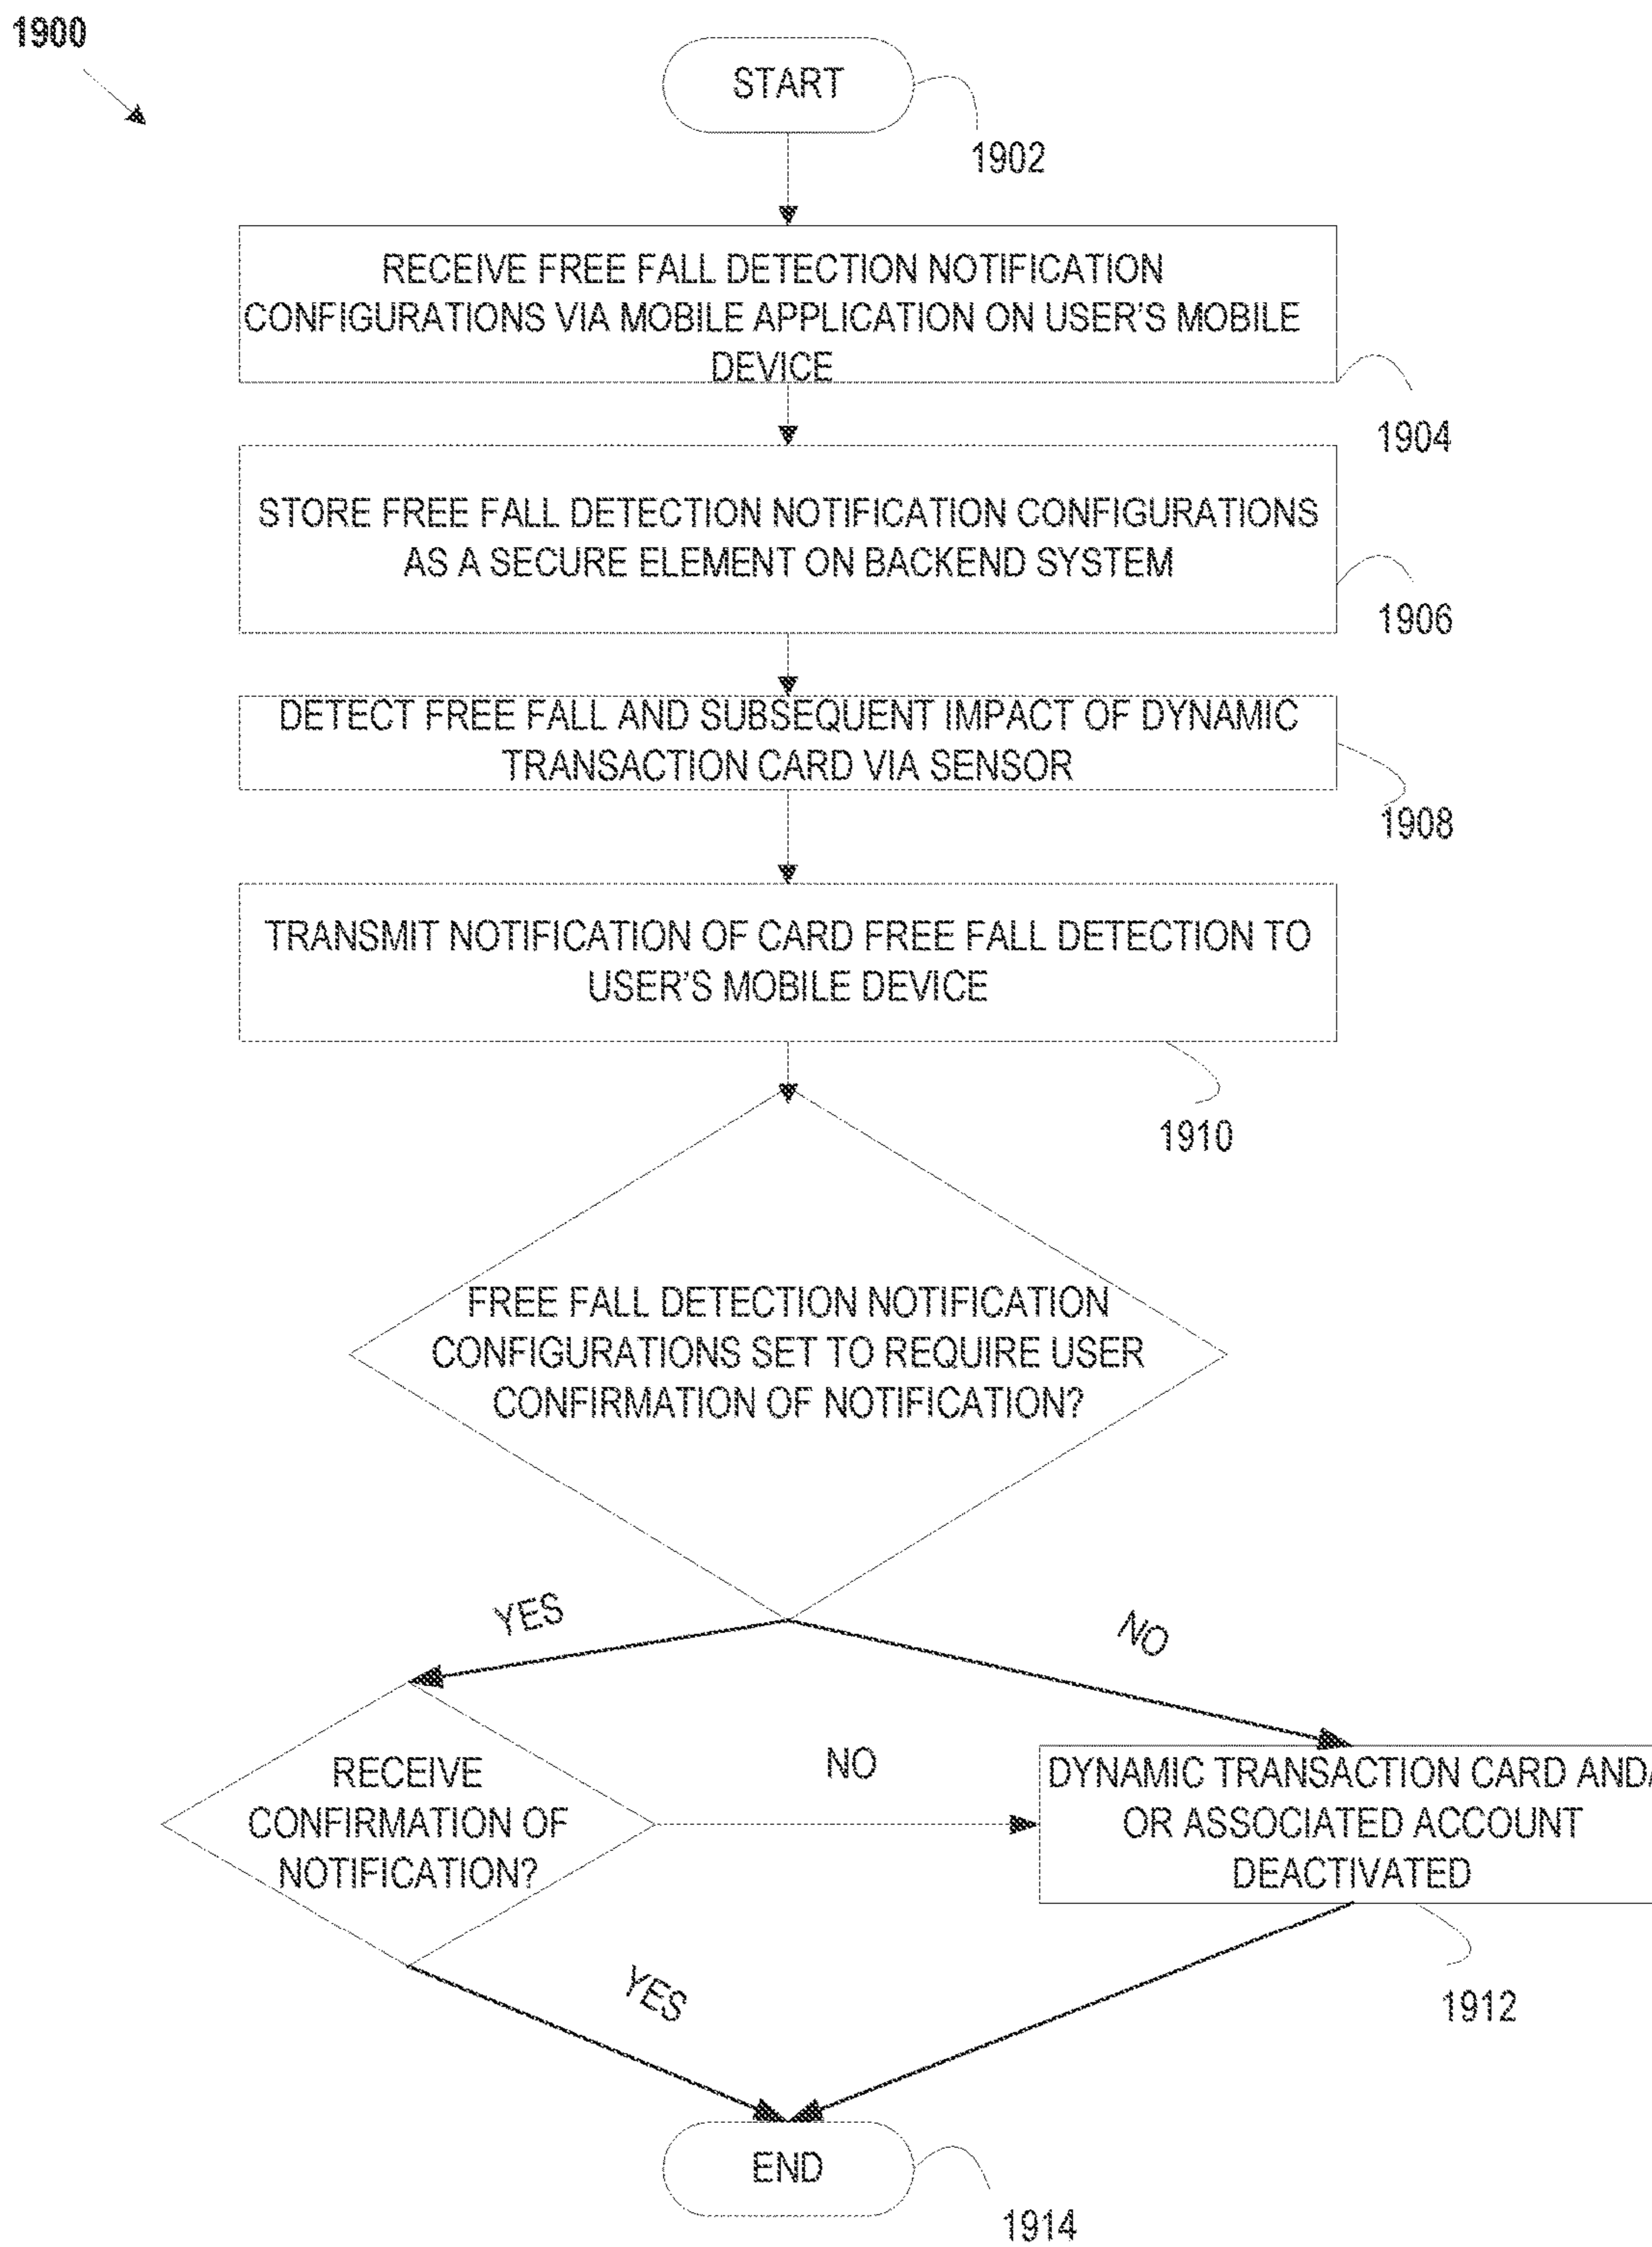 1900
START
1902
RECEIVE FREE FALL DETECTION NOTIFICATION
CONFIGURATIONS VIA MOBILE APPLICATION ON USER'S MOBILE
DEVICE
1904
STORE FREE FALL DETECTION NOTIFICATION CONFIGURATIONS
AS A SECURE ELEMENT ON BACKEND SYSTEM
1906
DETECT FREE FALL AND SUBSEQUENT IMPACT OF DYNAMIC
TRANSACTION CARD VIA SENSOR
1908
TRANSMIT NOTIFICATION OF CARD FREE FALL DETECTION TO
USER'S MOBILE DEVICE
1910
FREE FALL DETECTION NOTIFICATION
CONFIGURATIONS SET TO REQUIRE USER
CONFIRMATION OF NOTIFICATION?
YES
NO
RECEIVE
CONFIRMATION OF
NOTIFICATION?
NO
DYNAMIC TRANSACTION CARD AND/
OR ASSOCIATED ACCOUNT
DEACTIVATED
YES
1912
END
1914